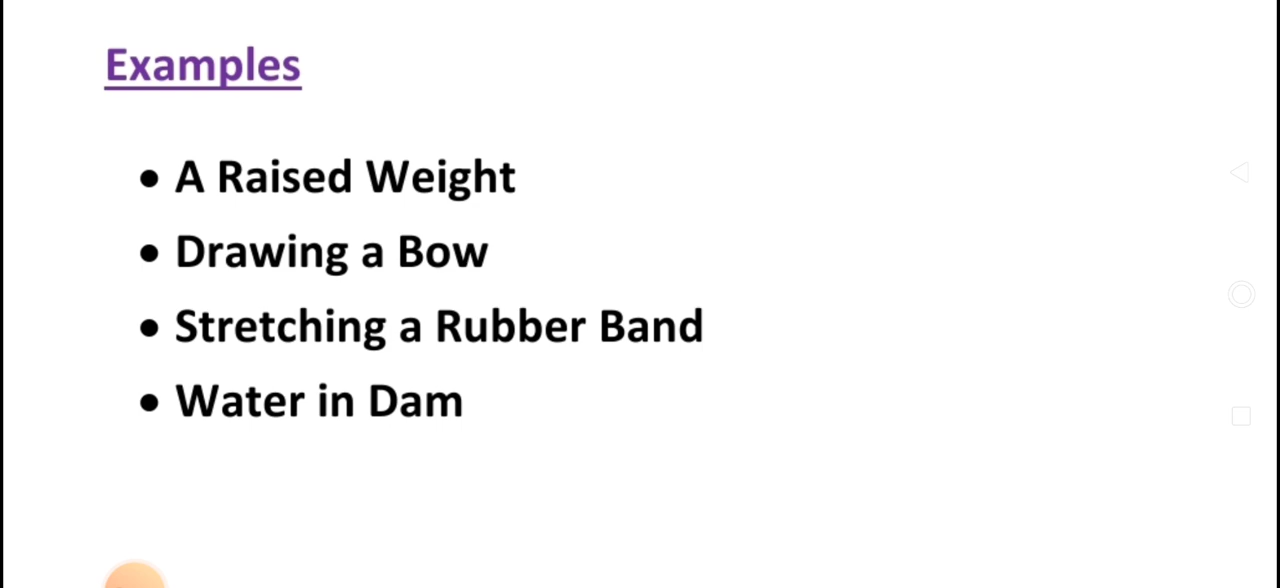 Examples
• A Raised Weight
• Drawing a Bow
• Stretching a Rubber Band
• Water in Dam